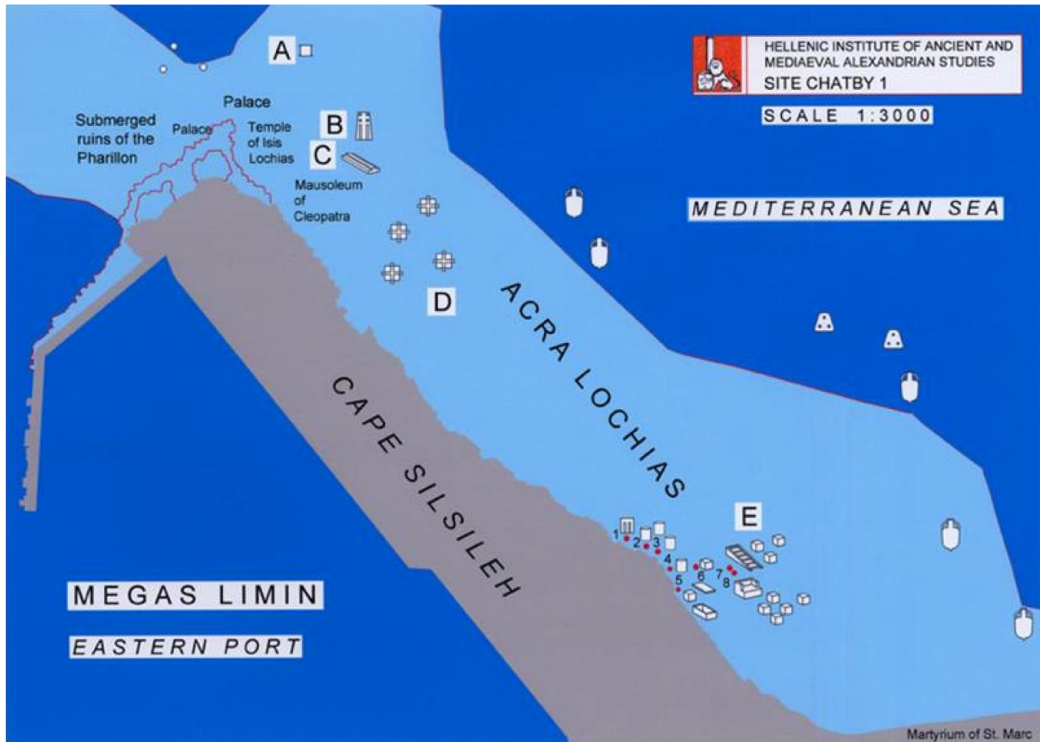 HELLENIC INSTITUTE OF ANCIENT AND
MEDIAEVAL ALEXANDRIAN STUDIES
SITE CHATBY 1
SCALE 1:3000
A
Palace
Submerged
ruins of the
Pharillon
Palace
Temple
of Isis
Lochias
B
C
Mausoleum
of
Cleopatra
MEDITERRANEAN SEA
D
ACRA LOCHIAS
CAPE SILSILEH
E
1
2
3
4
5
6
7
8
MEGAS LIMIN
EASTERN PORT
Martyrium of St. Marc